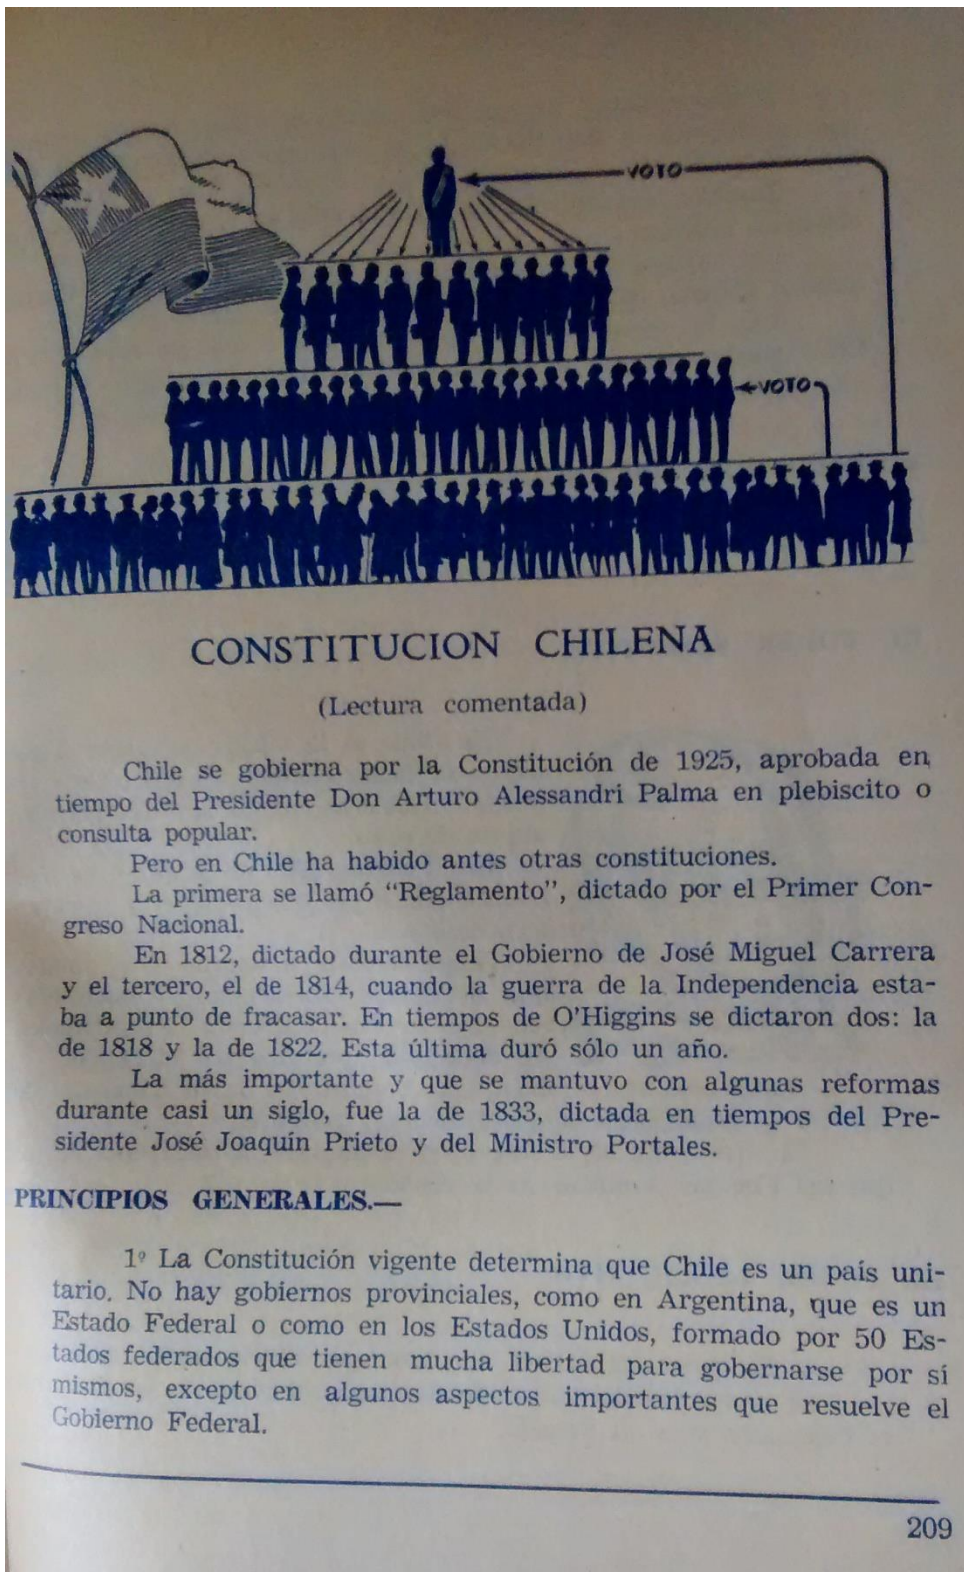 VOTO
VOTO
CONSTITUCION CHILENA
(Lectura comentada)
Chile se gobierna por la Constitución de 1925, aprobada en
tiempo del Presidente Don Arturo Alessandri Palma en plebiscito o
consulta popular.
Pero en Chile ha habido antes otras constituciones.
La primera se llamó "Reglamento", dictado por el Primer Con-
greso Nacional.
En 1812, dictado durante el Gobierno de José Miguel Carrera
y el tercero, el de 1814, cuando la guerra de la Independencia esta-
ba a punto de fracasar. En tiempos de O'Higgins se dictaron dos: la
de 1818 y la de 1822. Esta última duró sólo un año.
La más importante y que se mantuvo con algunas reformas
durante casi un siglo, fue la de 1833, dictada en tiempos del Pre-
sidente José Joaquín Prieto y del Ministro Portales.
PRINCIPIOS GENERALES.—
1º La Constitución vigente determina que Chile es un país uni-
tario. No hay gobiernos provinciales, como en Argentina, que es un
Estado Federal o como en los Estados Unidos, formado por 50 Es-
tados federados que tienen mucha libertad para gobernarse por sí
mismos, excepto en algunos aspectos importantes que resuelve el
Gobierno Federal.
209